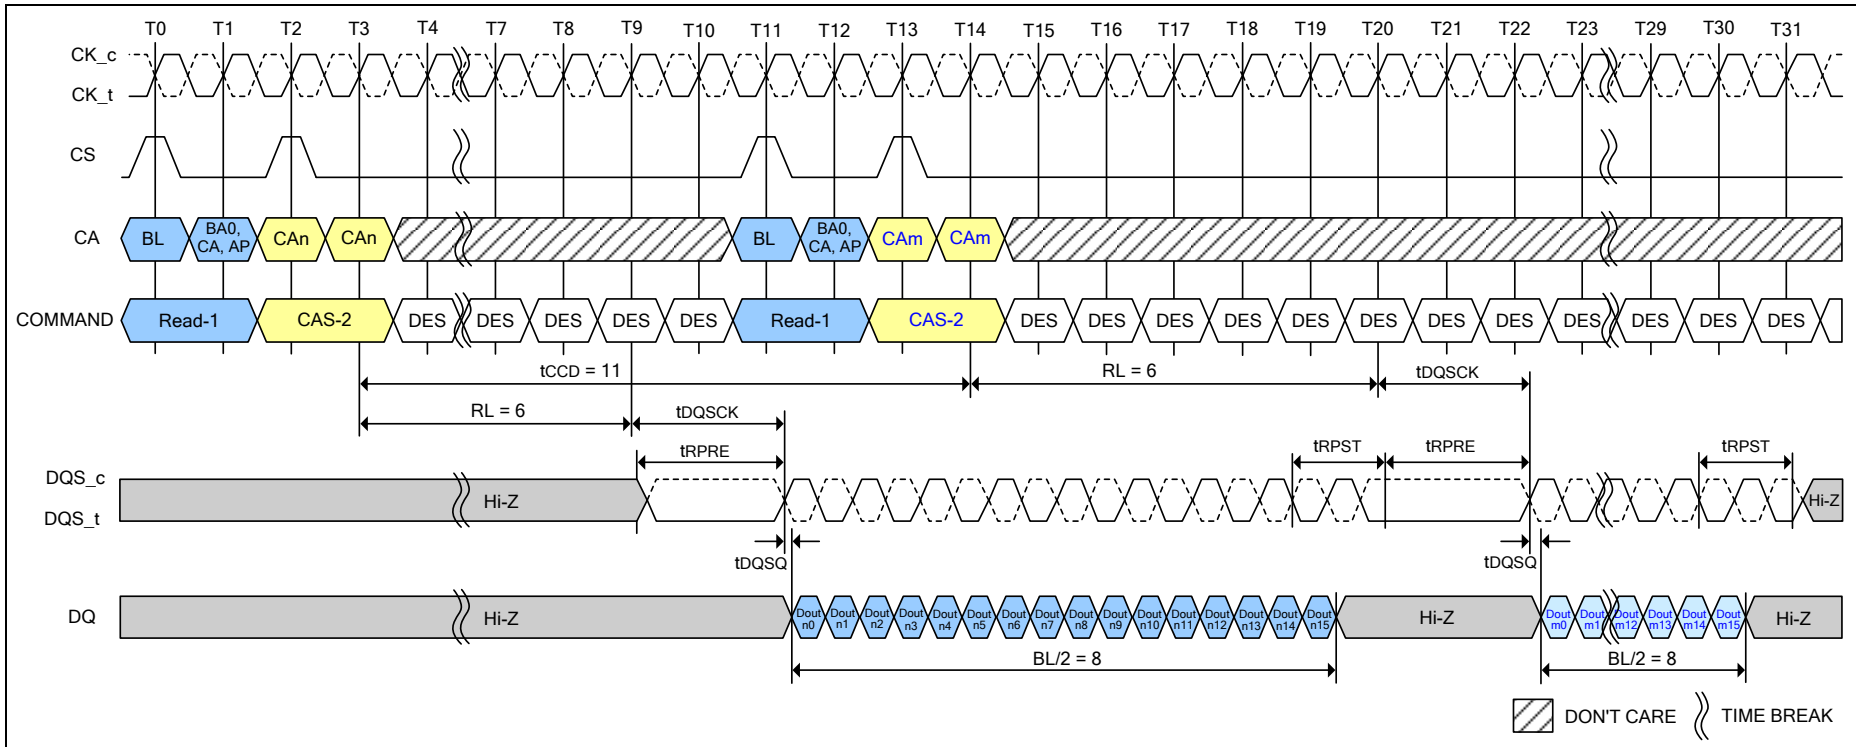 T0 T1 T2 T3 T4 T7 T8 T9 T10 T11 T12 T13 T14 T15 T16 T17 T18 T19 T20 T21 T22 T23 T29 T30 T31
CK_c
CK_t
CS
CA BL BA0, CA, AP CAn CAn BL BA0, CA, AP CAm CAm
COMMAND Read-1 CAS-2 DES DES DES DES DES Read-1 CAS-2 DES DES DES DES DES DES DES DES DES DES DES DES
tCCD = 11 RL = 6 tDQSCK
RL = 6 tDQSCK
tRPRE tRPST tRPRE tRPST
DQS_c
Hi-Z Hi-Z
DQS_t
tDQSQ tDQSQ
DQ Hi-Z Dout n0 Dout n1 Dout n2 Dout n3 Dout n4 Dout n5 Dout n6 Dout n7 Dout n8 Dout n9 Dout n10 Dout n11 Dout n12 Dout n13 Dout n14 Dout n15 Hi-Z Dout m0 Dout m1 Dout m12 Dout m13 Dout m14 Dout m15 Hi-Z
BL/2 = 8 BL/2 = 8
DON'T CARE TIME BREAK